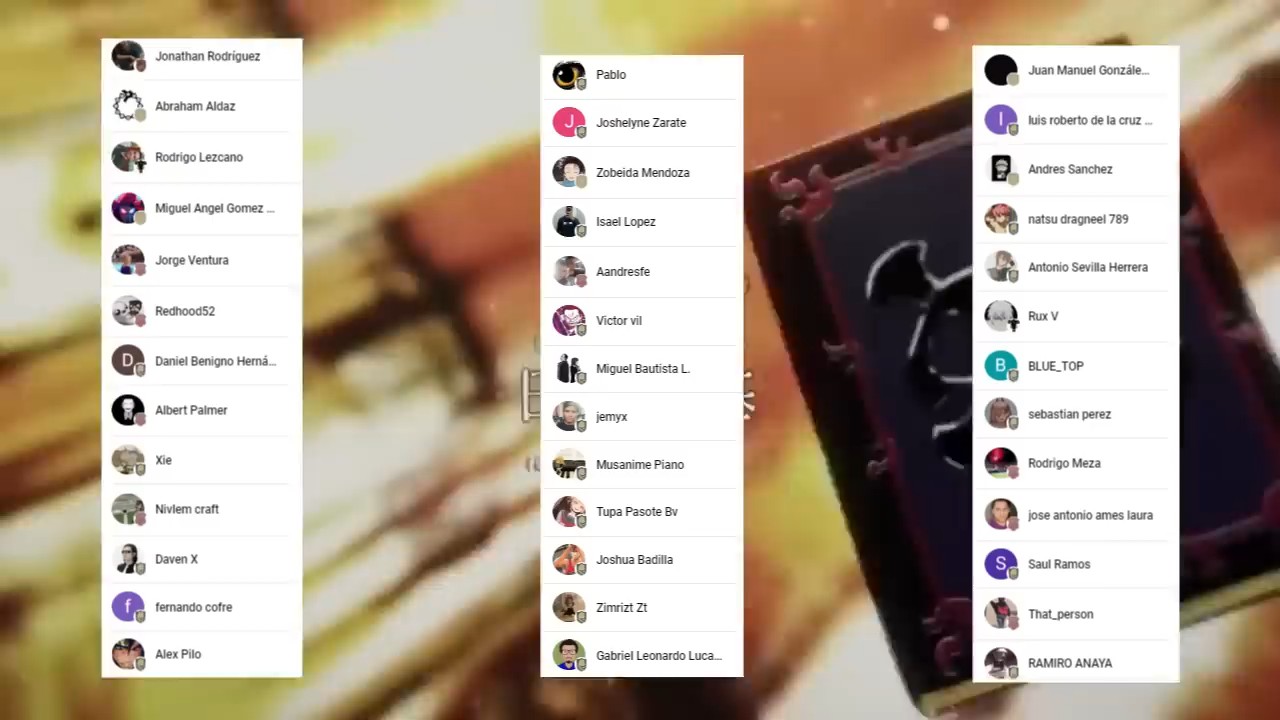 Jonathan Rodríguez
Abraham Aldaz
Rodrigo Lezcano
Miguel Angel Gomez ...
Jorge Ventura
Redhood52
D
Daniel Benigno Herná...
Albert Palmer
Xie
Nivlem craft
Daven X
f
fernando cofre
Alex Pilo
Pablo
J
Joshelyne Zarate
Zobeida Mendoza
Isael Lopez
Aandresfe
Victor vil
Miguel Bautista L.
jemyx
Musanime Piano
Tupa Pasote Bv
Joshua Badilla
Zimrizt Zt
Gabriel Leonardo Luca...
Juan Manuel Gonzále...
l
luis roberto de la cruz ...
Andres Sanchez
natsu dragneel 789
Antonio Sevilla Herrera
Rux V
B
BLUE_TOP
sebastian perez
Rodrigo Meza
jose antonio ames laura
S
Saul Ramos
That_person
RAMIRO ANAYA